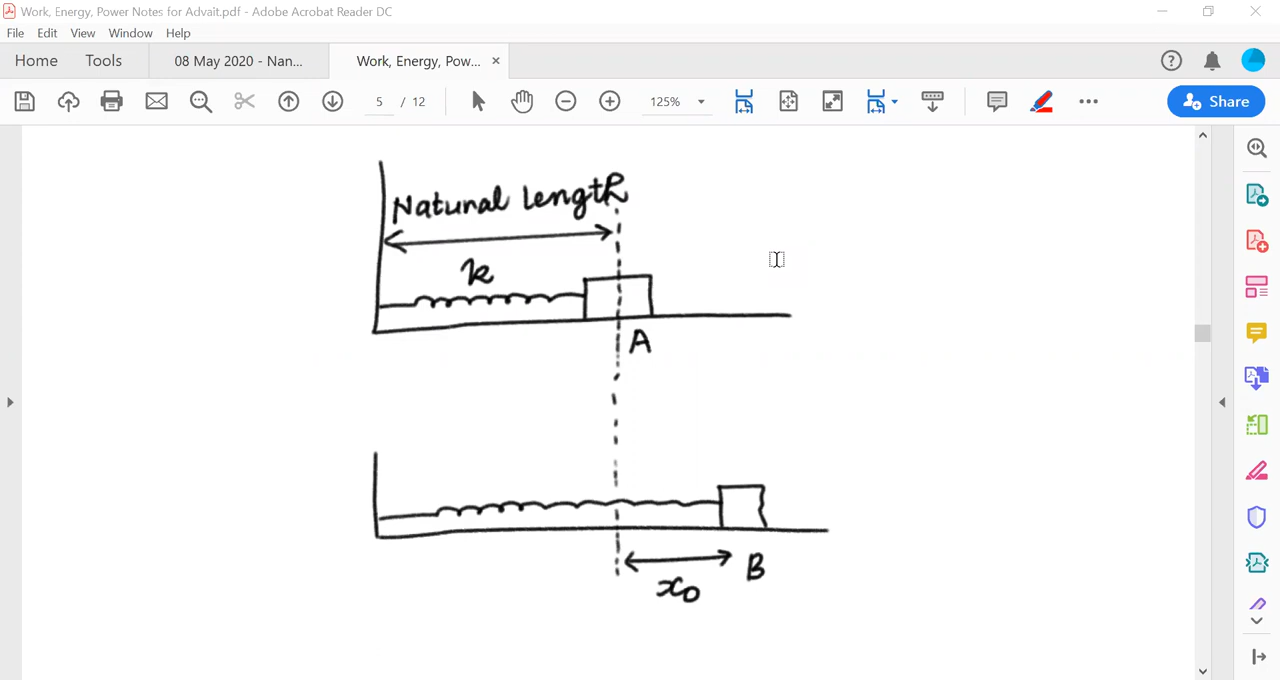 Work, Energy, Power Notes for Advait.pdf - Adobe Acrobat Reader DC
File Edit View Window Help
Home Tools 08 May 2020 - Nan... Work, Energy, Pow... ×
5 / 12 125% Share
Natural length
k
A
x₀ B